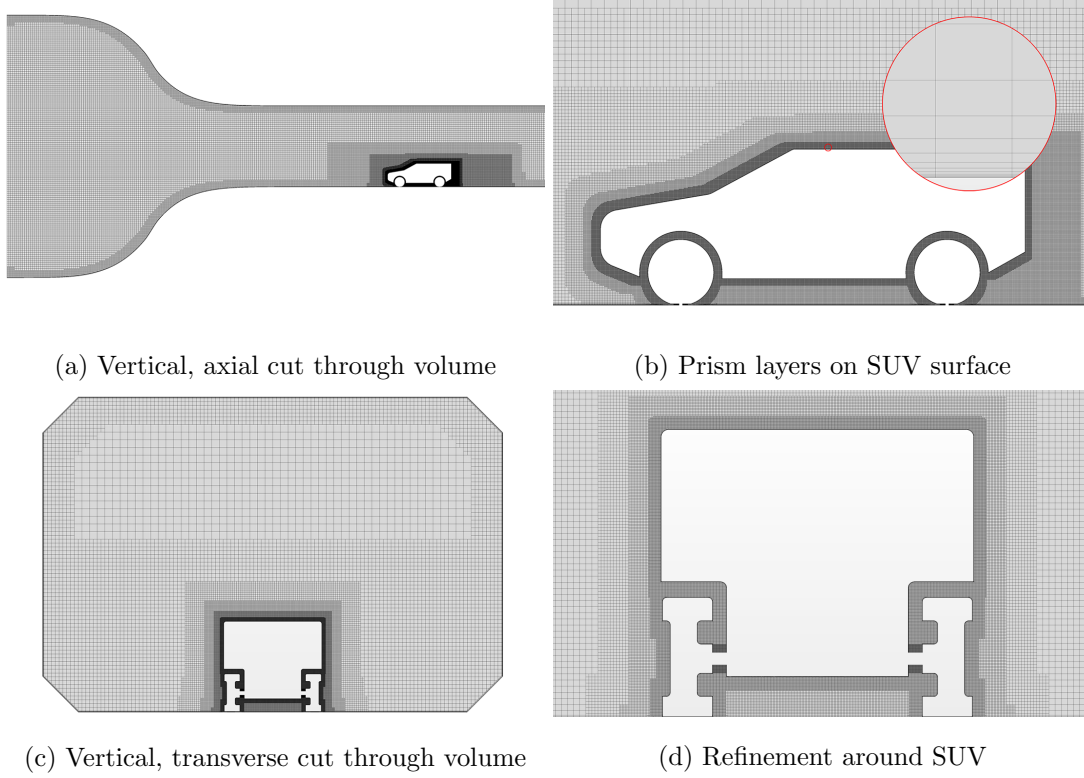 (a) Vertical, axial cut through volume
(b) Prism layers on SUV surface
(c) Vertical, transverse cut through volume
(d) Refinement around SUV